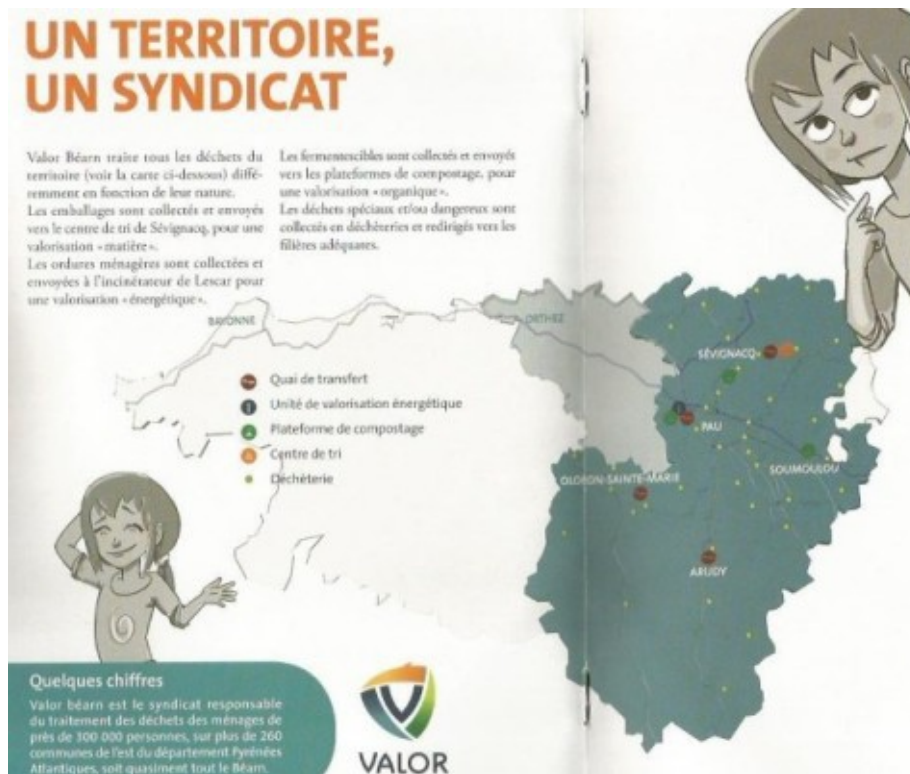 UN TERRITOIRE,
UN SYNDICAT
Valor Béarn traite tous les déchets du
territoire (voir la carte ci-dessous) diffé-
remment en fonction de leur nature.
Les emballages sont collectés et envoyés
vers le centre de tri de Sévignacq, pour une
valorisation « matière ».
Les ordures ménagères sont collectées et
envoyées à l'incinérateur de Lescar pour
une valorisation « énergétique ».
Les fermentescibles sont collectés et envoyés
vers les plateformes de compostage, pour
une valorisation « organique ».
Les déchets spéciaux et/ou dangereux sont
collectés en déchèteries et redirigés vers les
filières adéquates.
BAYONNE
ORTHEZ
SÉVIGNACQ
PAU
SOUMOULOU
OLORON-SAINTE-MARIE
ARUDY
Quai de transfert
Unité de valorisation énergétique
Plateforme de compostage
Centre de tri
Déchèterie
Quelques chiffres
Valor béarn est le syndicat responsable
du traitement des déchets des ménages de
près de 300 000 personnes, sur plus de 260
communes de l'est du département Pyrénées
Atlantiques, soit quasiment tout le Béarn.
VALOR